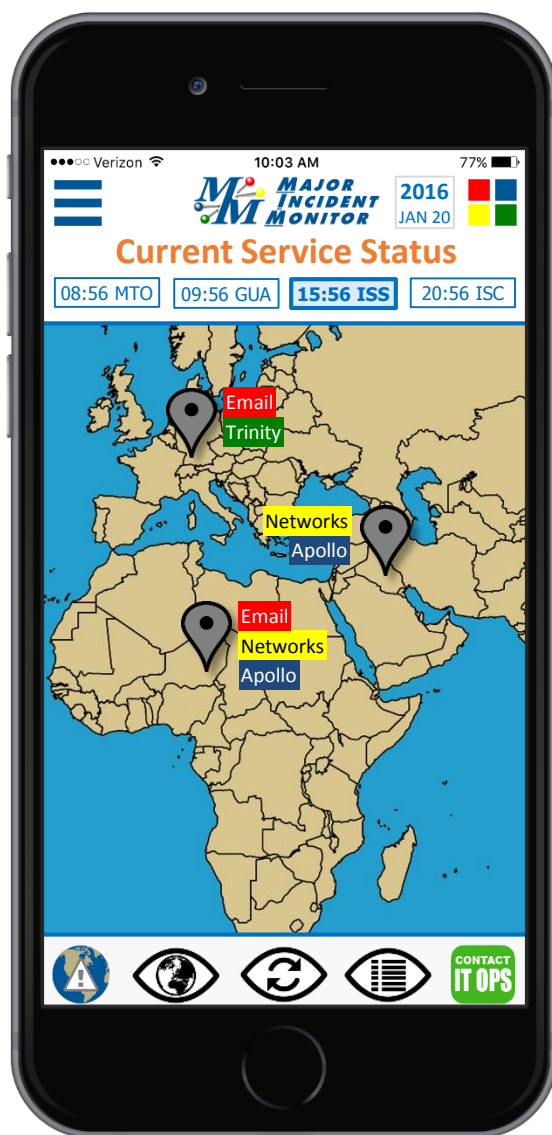 Verizon 10:03 AM 77%
MM MAJOR INCIDENT MONITOR
2016
JAN 20
Current Service Status
08:56 MTO 09:56 GUA 15:56 ISS 20:56 ISC
Email
Trinity
Networks
Apollo
Email
Networks
Apollo
CONTACT
IT OPS